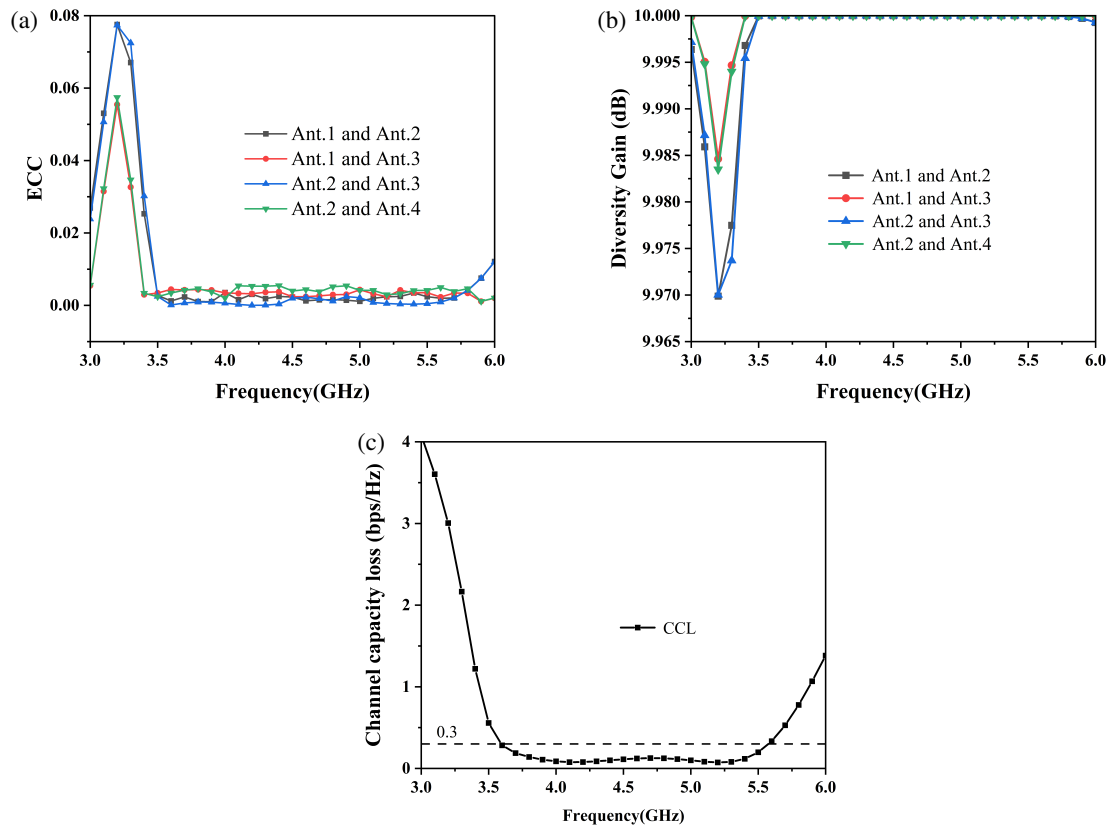 (a)
0.08
0.06
0.04
0.02
0.00
ECC
Ant.1 and Ant.2
Ant.1 and Ant.3
Ant.2 and Ant.3
Ant.2 and Ant.4
3.0 3.5 4.0 4.5 5.0 5.5 6.0
Frequency(GHz)
(b)
10.000
9.995
9.990
9.985
9.980
9.975
9.970
9.965
Diversity Gain (dB)
Ant.1 and Ant.2
Ant.1 and Ant.3
Ant.2 and Ant.3
Ant.2 and Ant.4
3.0 3.5 4.0 4.5 5.0 5.5 6.0
Frequency(GHz)
(c)
4
3
2
1
0
Channel capacity loss (bps/Hz)
CCL
0.3
3.0 3.5 4.0 4.5 5.0 5.5 6.0
Frequency(GHz)